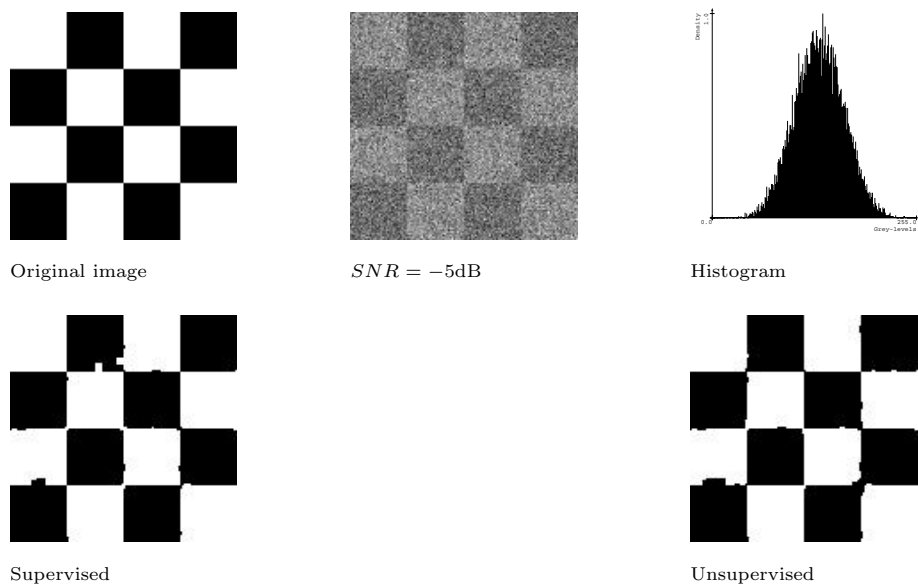 Density
1.0
0.0
255.0
Grey-levels
Original image
SNR = −5dB
Histogram
Supervised
Unsupervised